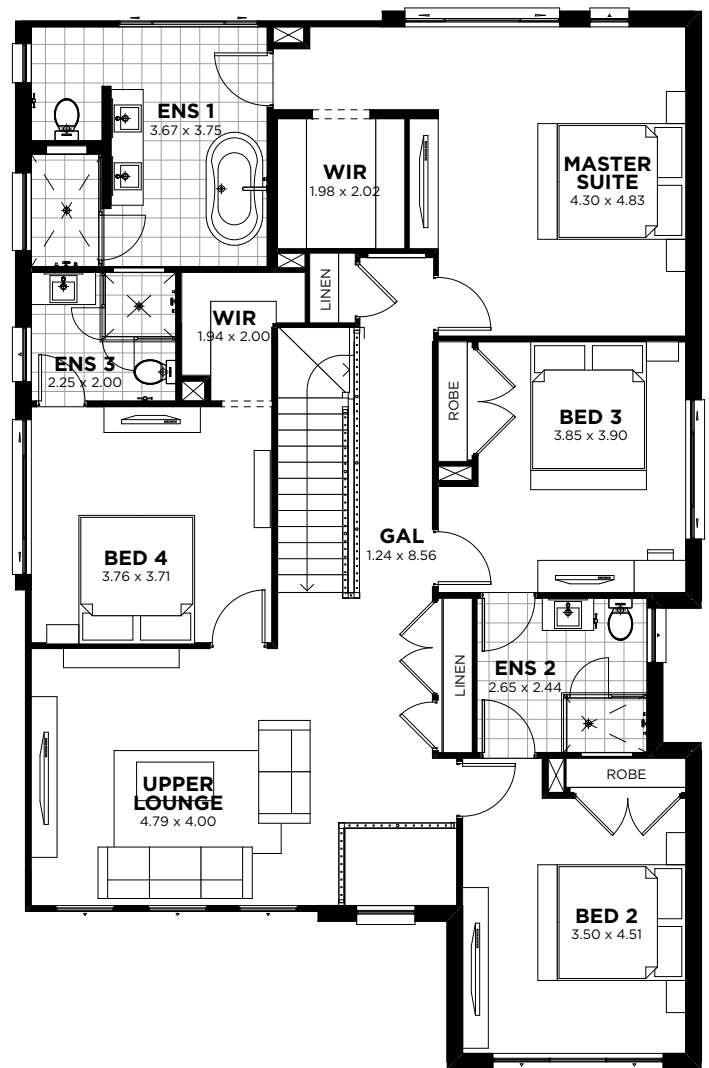 ENS 1
3.67 x 3.75
WIR
1.98 x 2.02
MASTER
SUITE
4.30 x 4.83
LINEN
WIR
1.94 x 2.00
ENS 3
2.25 x 2.00
ROBE
BED 3
3.85 x 3.90
GAL
1.24 x 8.56
BED 4
3.76 x 3.71
LINEN
ENS 2
2.65 x 2.44
UPPER
LOUNGE
4.79 x 4.00
ROBE
BED 2
3.50 x 4.51